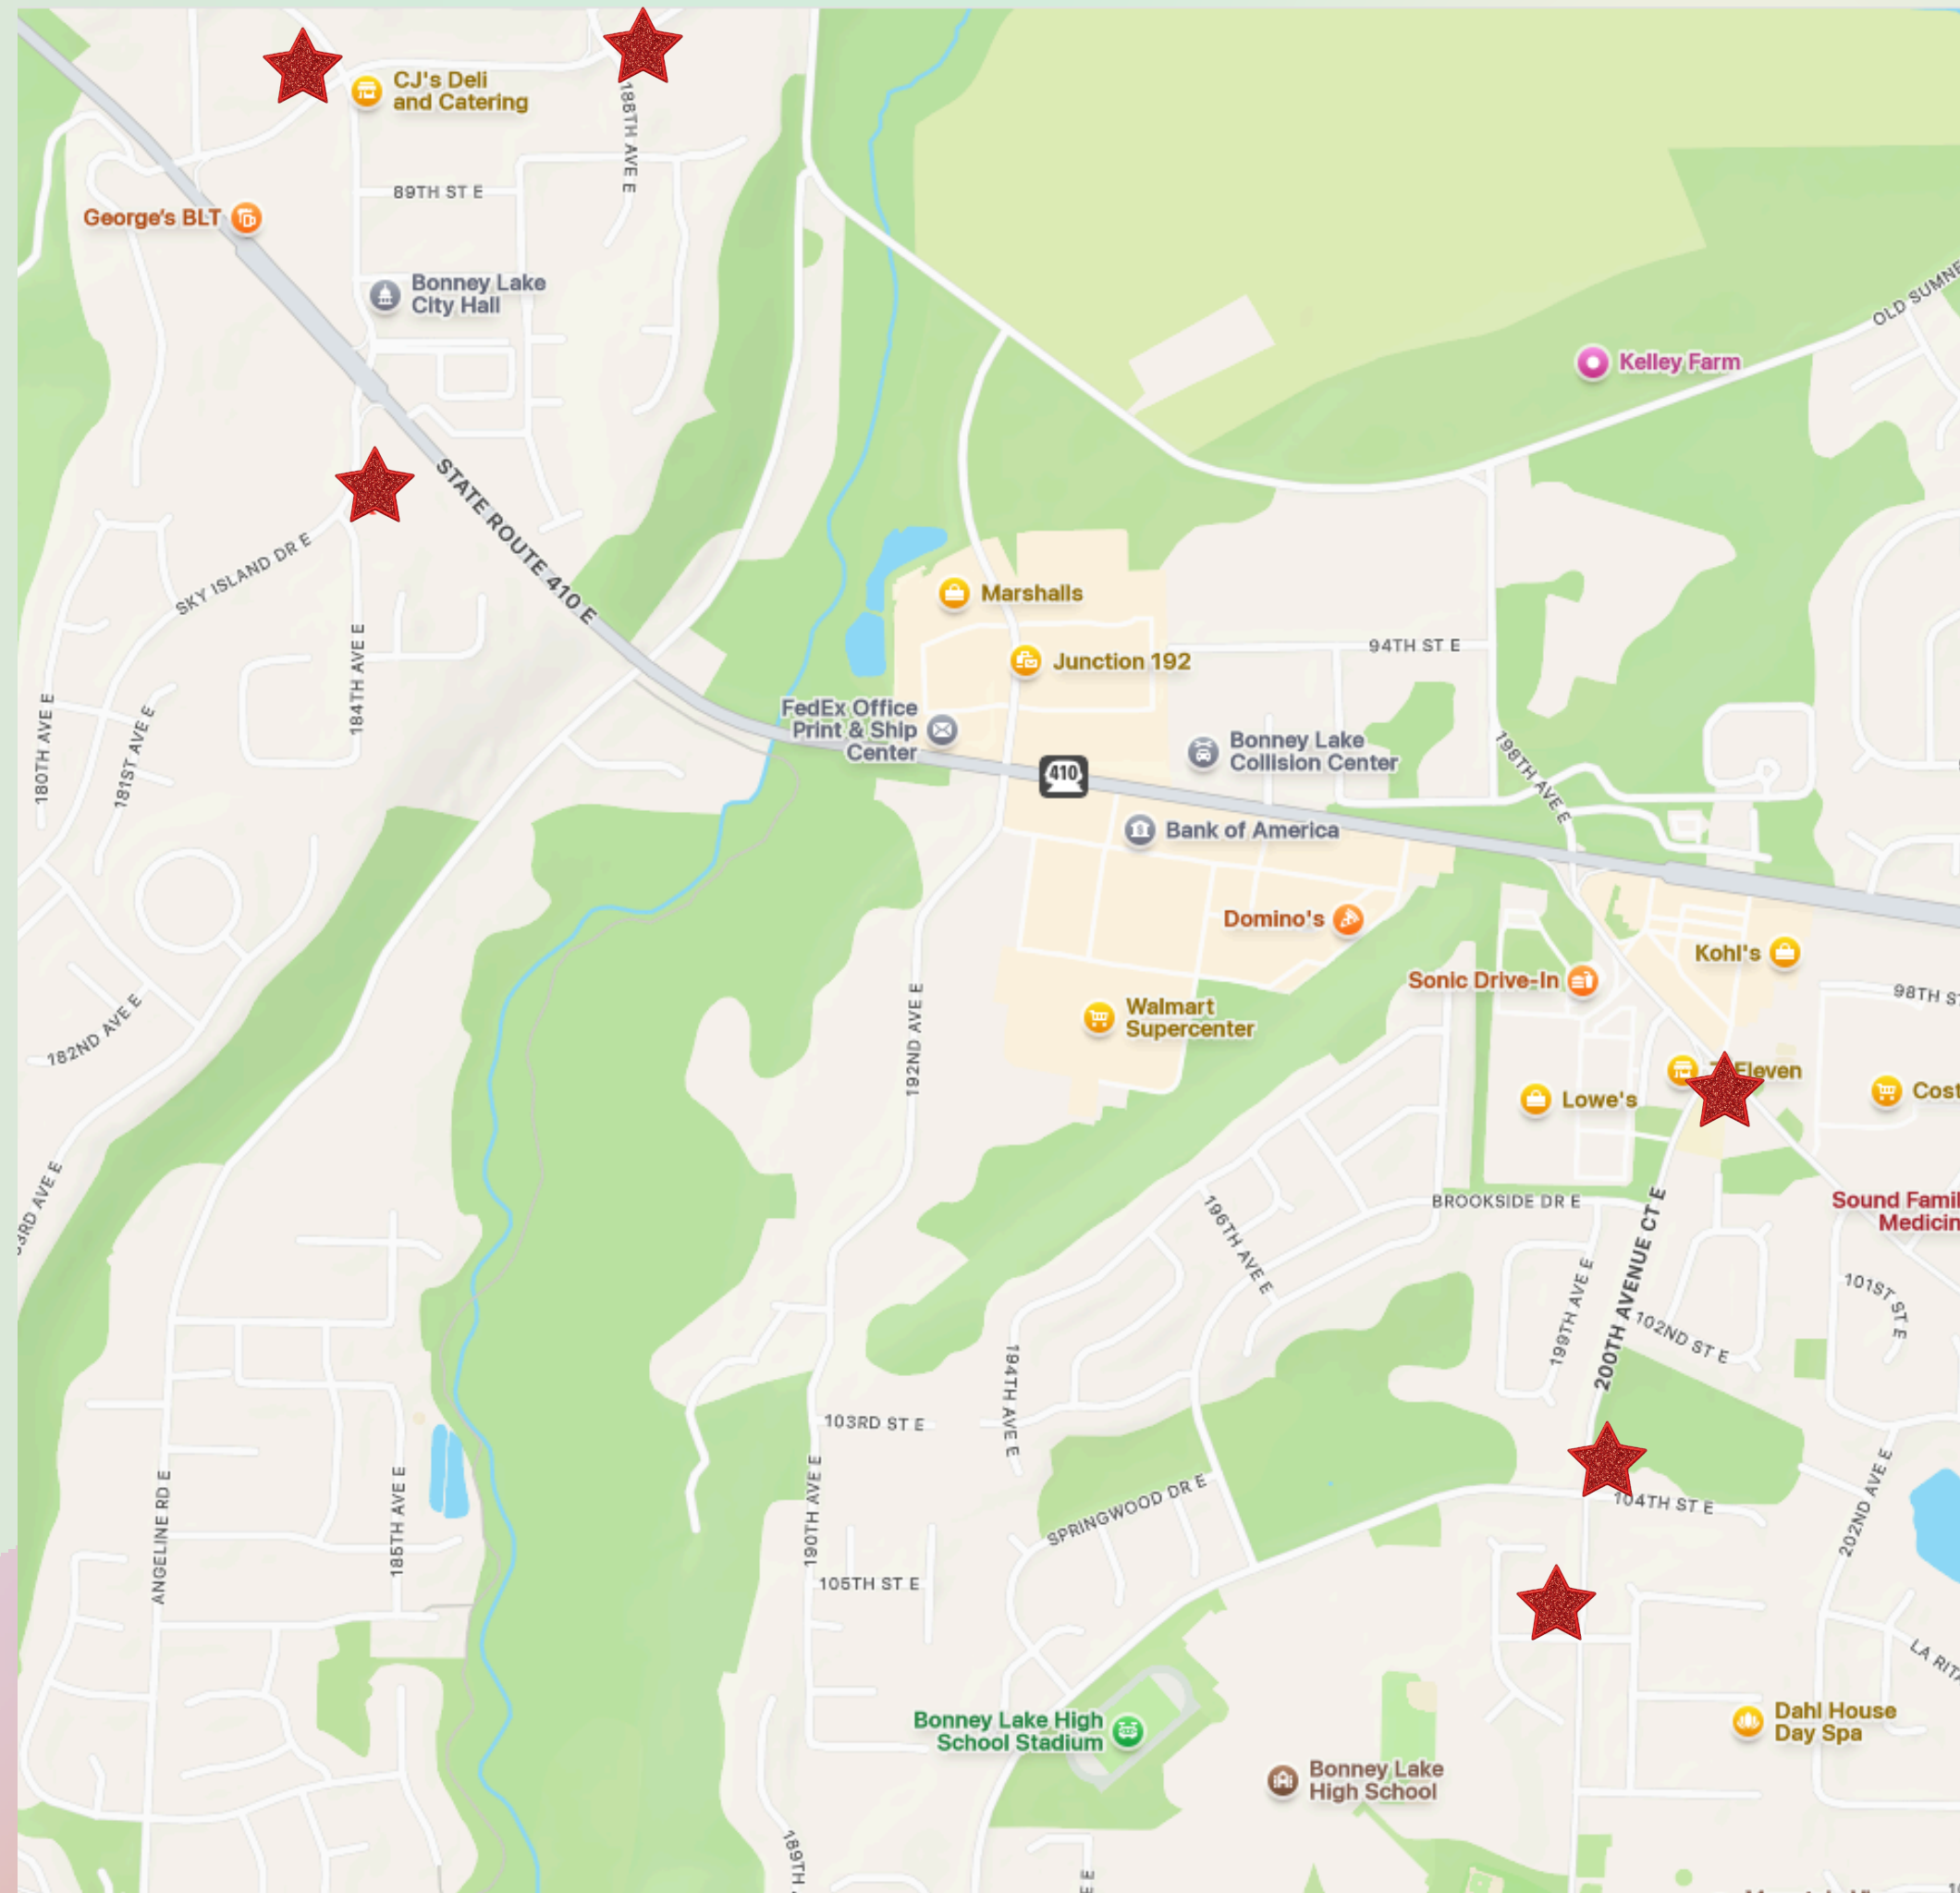 CJ's Deli
and Catering
188TH AVE E
89TH ST E
George's BLT
Bonney Lake
City Hall
OLD SUMNE
Kelley Farm
STATE ROUTE 410 E
SKY ISLAND DR E
Marshalls
184TH AVE E
94TH ST E
Junction 192
180TH AVE E
181ST AVE E
FedEx Office
Print & Ship
Center
410
Bonney Lake
Collision Center
198TH AVE E
Bank of America
Domino's
Kohl's
Sonic Drive-In
98TH S
182ND AVE E
192ND AVE E
Walmart
Supercenter
Eleven
Lowe's
Cost
3RD AVE E
196TH AVE E
BROOKSIDE DR E
Sound Famil
Medicin
200TH AVENUE CT E
199TH AVE E
101ST ST E
102ND ST E
194TH AVE E
103RD ST E
ANGELINE RD E
185TH AVE E
190TH AVE E
SPRINGWOOD DR E
104TH ST E
202ND AVE E
105TH ST E
LA RITA
Bonney Lake High
School Stadium
Dahl House
Day Spa
Bonney Lake
High School
189TH
E E